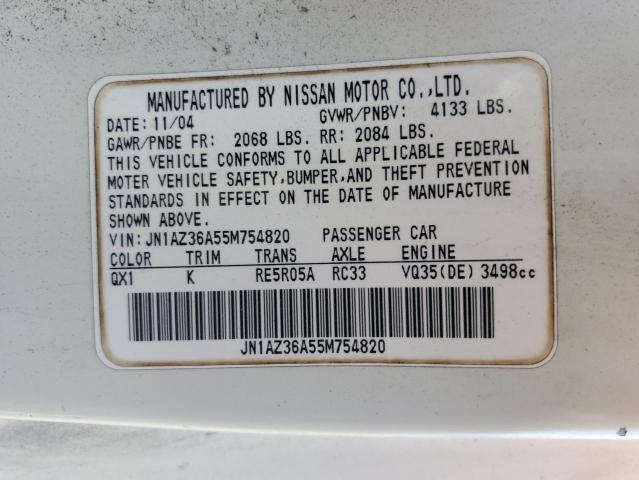 MANUFACTURED BY NISSAN MOTOR CO.,LTD.
DATE: 11/04 GVWR/PNBV: 4133 LBS.
GAWR/PNBE FR: 2068 LBS. RR: 2084 LBS.
THIS VEHICLE CONFORMS TO ALL APPLICABLE FEDERAL
MOTOR VEHICLE SAFETY,BUMPER,AND THEFT PREVENTION
STANDARDS IN EFFECT ON THE DATE OF MANUFACTURE
SHOWN ABOVE.
VIN: JN1AZ36A55M754820 PASSENGER CAR
COLOR TRIM TRANS AXLE ENGINE
QX1 K RE5R05A RC33 VQ35(DE) 3498cc
JN1AZ36A55M754820